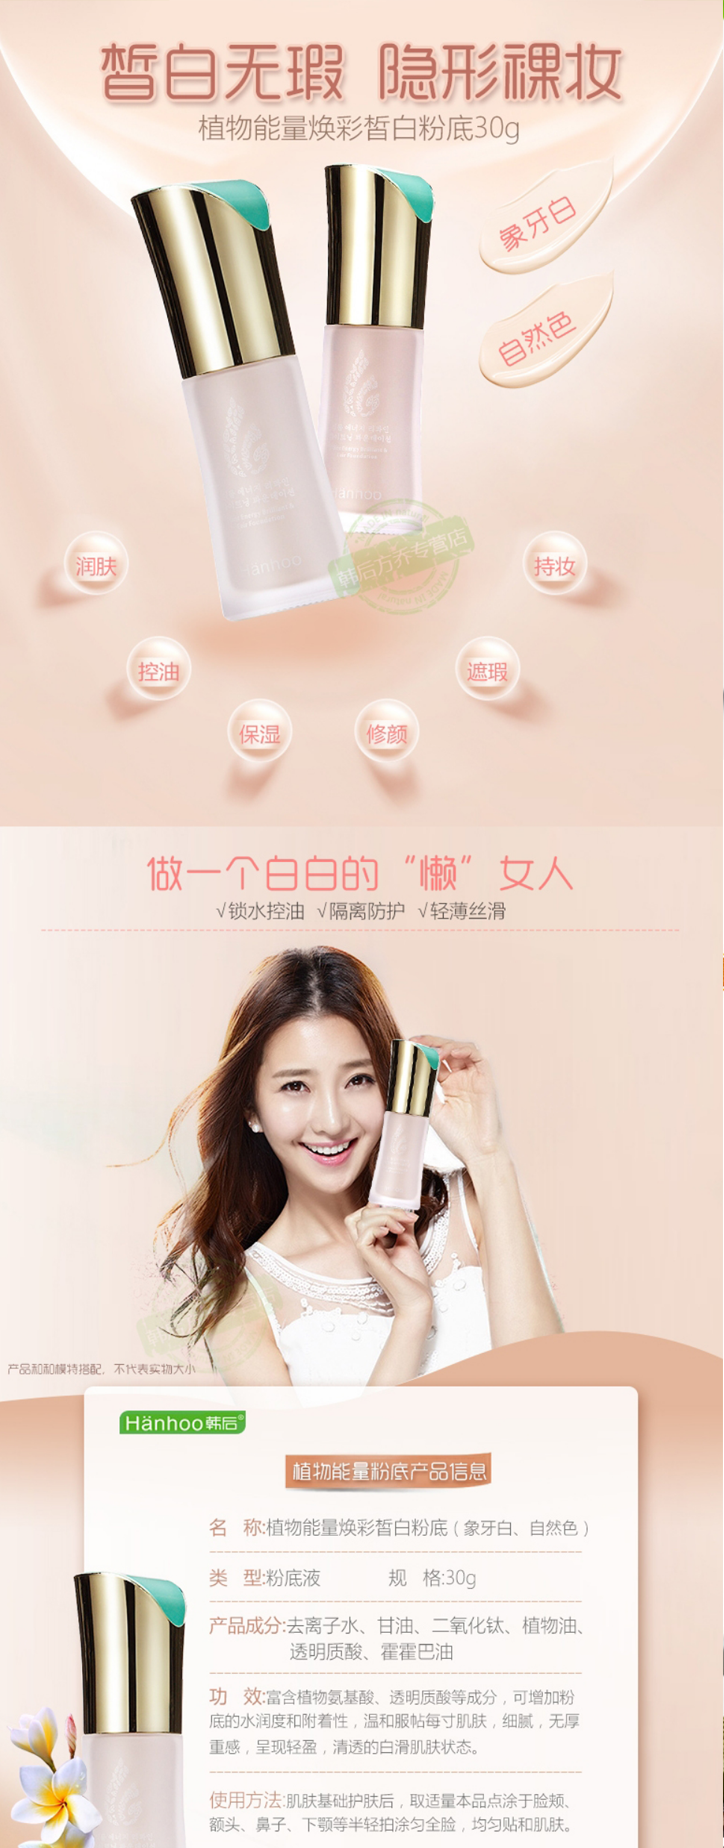 皙白无瑕 隐形裸妆
植物能量焕彩皙白粉底30g
象牙白
自然色
Hanhoo
hanhoo
韩后方乔专营店
润肤
持妆
控油
遮瑕
保湿
修颜
做一个白白的“懒”女人
√锁水控油 √隔离防护 √轻薄丝滑
产品和和模特搭配，不代表实物大小
Hänhoo韩后®
植物能量粉底产品信息
名 称:植物能量焕彩皙白粉底（象牙白、自然色）
类 型:粉底液 规 格:30g
产品成分:去离子水、甘油、二氧化钛、植物油、
透明质酸、霍霍巴油
功 效:富含植物氨基酸、透明质酸等成分，可增加粉
底的水润度和附着性，温和服帖每寸肌肤，细腻，无厚
重感，呈现轻盈，清透的白滑肌肤状态。
使用方法:肌肤基础护肤后，取适量本品点涂于脸颊、
额头、鼻子、下颚等半轻拍涂匀全脸，均匀贴和肌肤。